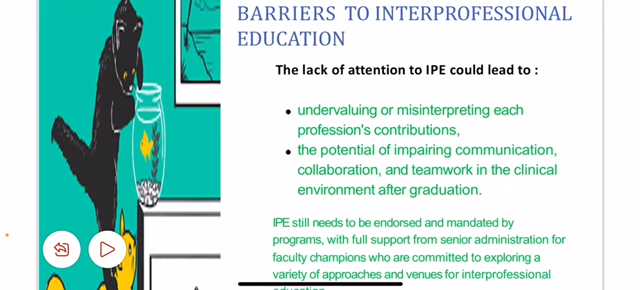 BARRIERS TO INTERPROFESSIONAL
EDUCATION
The lack of attention to IPE could lead to :
• undervaluing or misinterpreting each
profession's contributions,
• the potential of impairing communication,
collaboration, and teamwork in the clinical
environment after graduation.
IPE still needs to be endorsed and mandated by
programs, with full support from senior administration for
faculty champions who are committed to exploring a
variety of approaches and venues for interprofessional
education